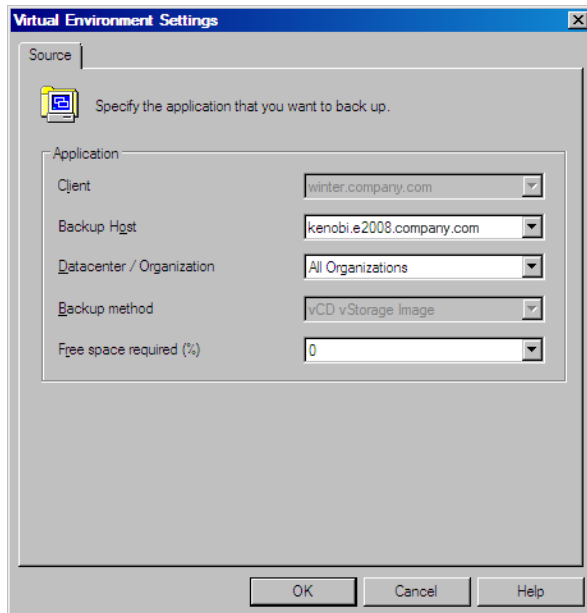 Virtual Environment Settings
Source
Specify the application that you want to back up.
Application
Client winter.company.com
Backup Host kenobi.e2008.company.com
Datacenter / Organization All Organizations
Backup method vCD vStorage Image
Free space required (%) 0
OK Cancel Help